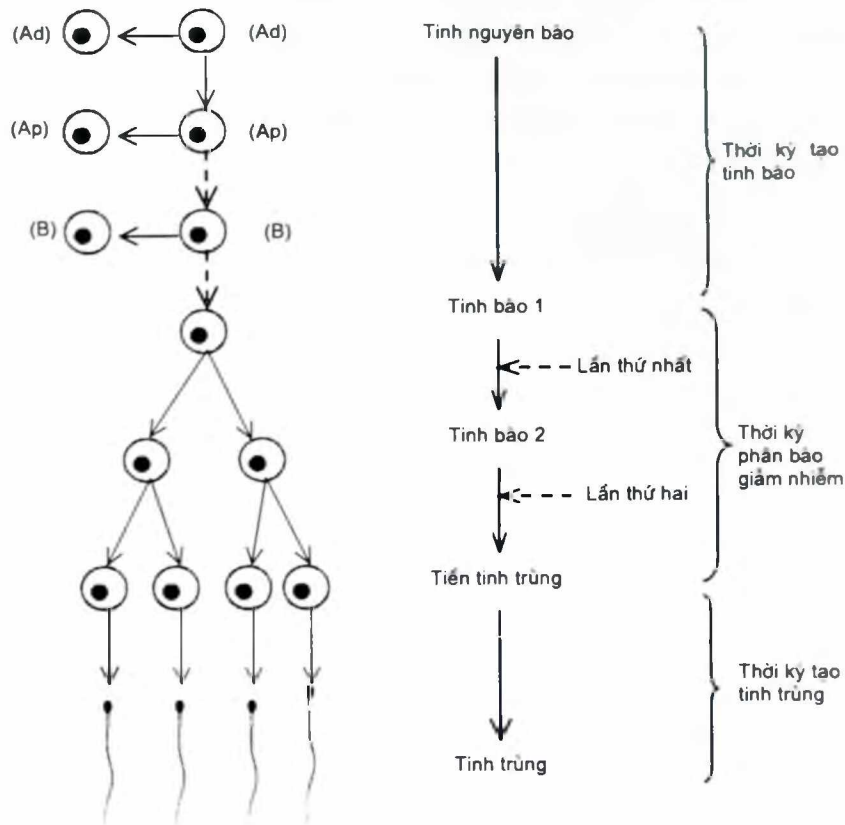 (Ad)
(Ad)
Tinh nguyên bào
(Ap)
(Ap)
Thời kỳ tạo
tinh bào
(B)
(B)
Tinh bào 1
Lần thứ nhất
Tinh bào 2
Thời kỳ
phân bào
giảm nhiễm
Lần thứ hai
Tiền tinh trùng
Thời kỳ tạo
tinh trùng
Tinh trùng